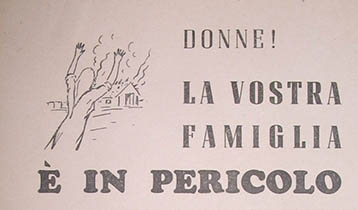 DONNE!
LA VOSTRA
FAMIGLIA
È IN PERICOLO